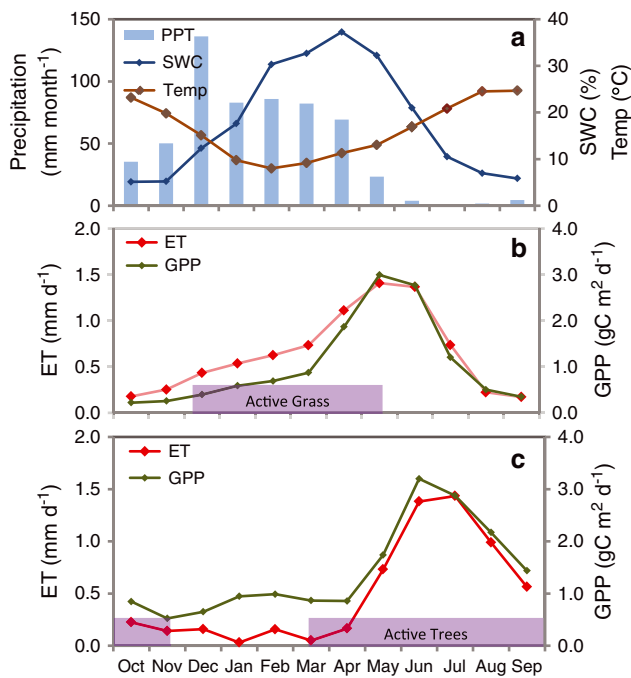 150
100
50
0
Precipitation
(mm month-1)
PPT
SWC
Temp
a
40
30
20
10
0
SWC (%)
Temp (°C)
2.0
1.5
1.0
0.5
0.0
ET (mm d-1)
ET
GPP
b
Active Grass
4.0
3.0
2.0
1.0
0.0
GPP (gC m2 d-1)
2.0
1.5
1.0
0.5
0.0
ET (mm d-1)
ET
GPP
c
Active Trees
4.0
3.0
2.0
1.0
0.0
GPP (gC m2 d-1)
Oct Nov Dec Jan Feb Mar Apr May Jun Jul Aug Sep